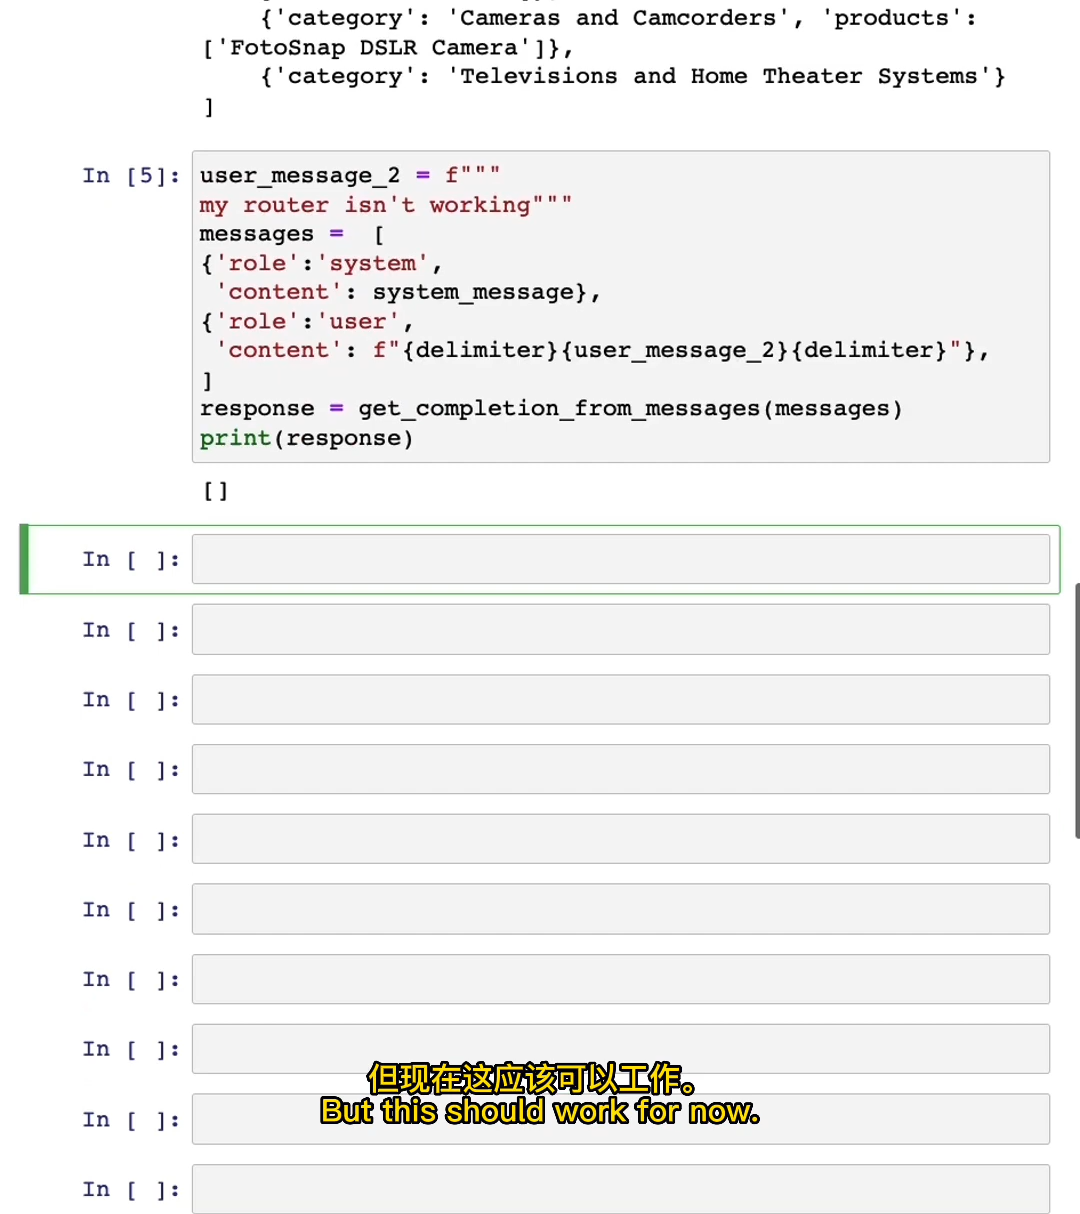 {'category': 'Cameras and Camcorders', 'products':
['FotoSnap DSLR Camera']},
{'category': 'Televisions and Home Theater Systems'}
]
In [5]:
user_message_2 = f"""
my router isn't working"""
messages =  [
{'role':'system',
 'content': system_message},
{'role':'user',
 'content': f"{delimiter}{user_message_2}{delimiter}"},
]
response = get_completion_from_messages(messages)
print(response)
[]
In [ ]:
In [ ]:
In [ ]:
In [ ]:
In [ ]:
In [ ]:
In [ ]:
In [ ]:
但现在这应该可以工作。
But this should work for now.
In [ ]:
In [ ]: